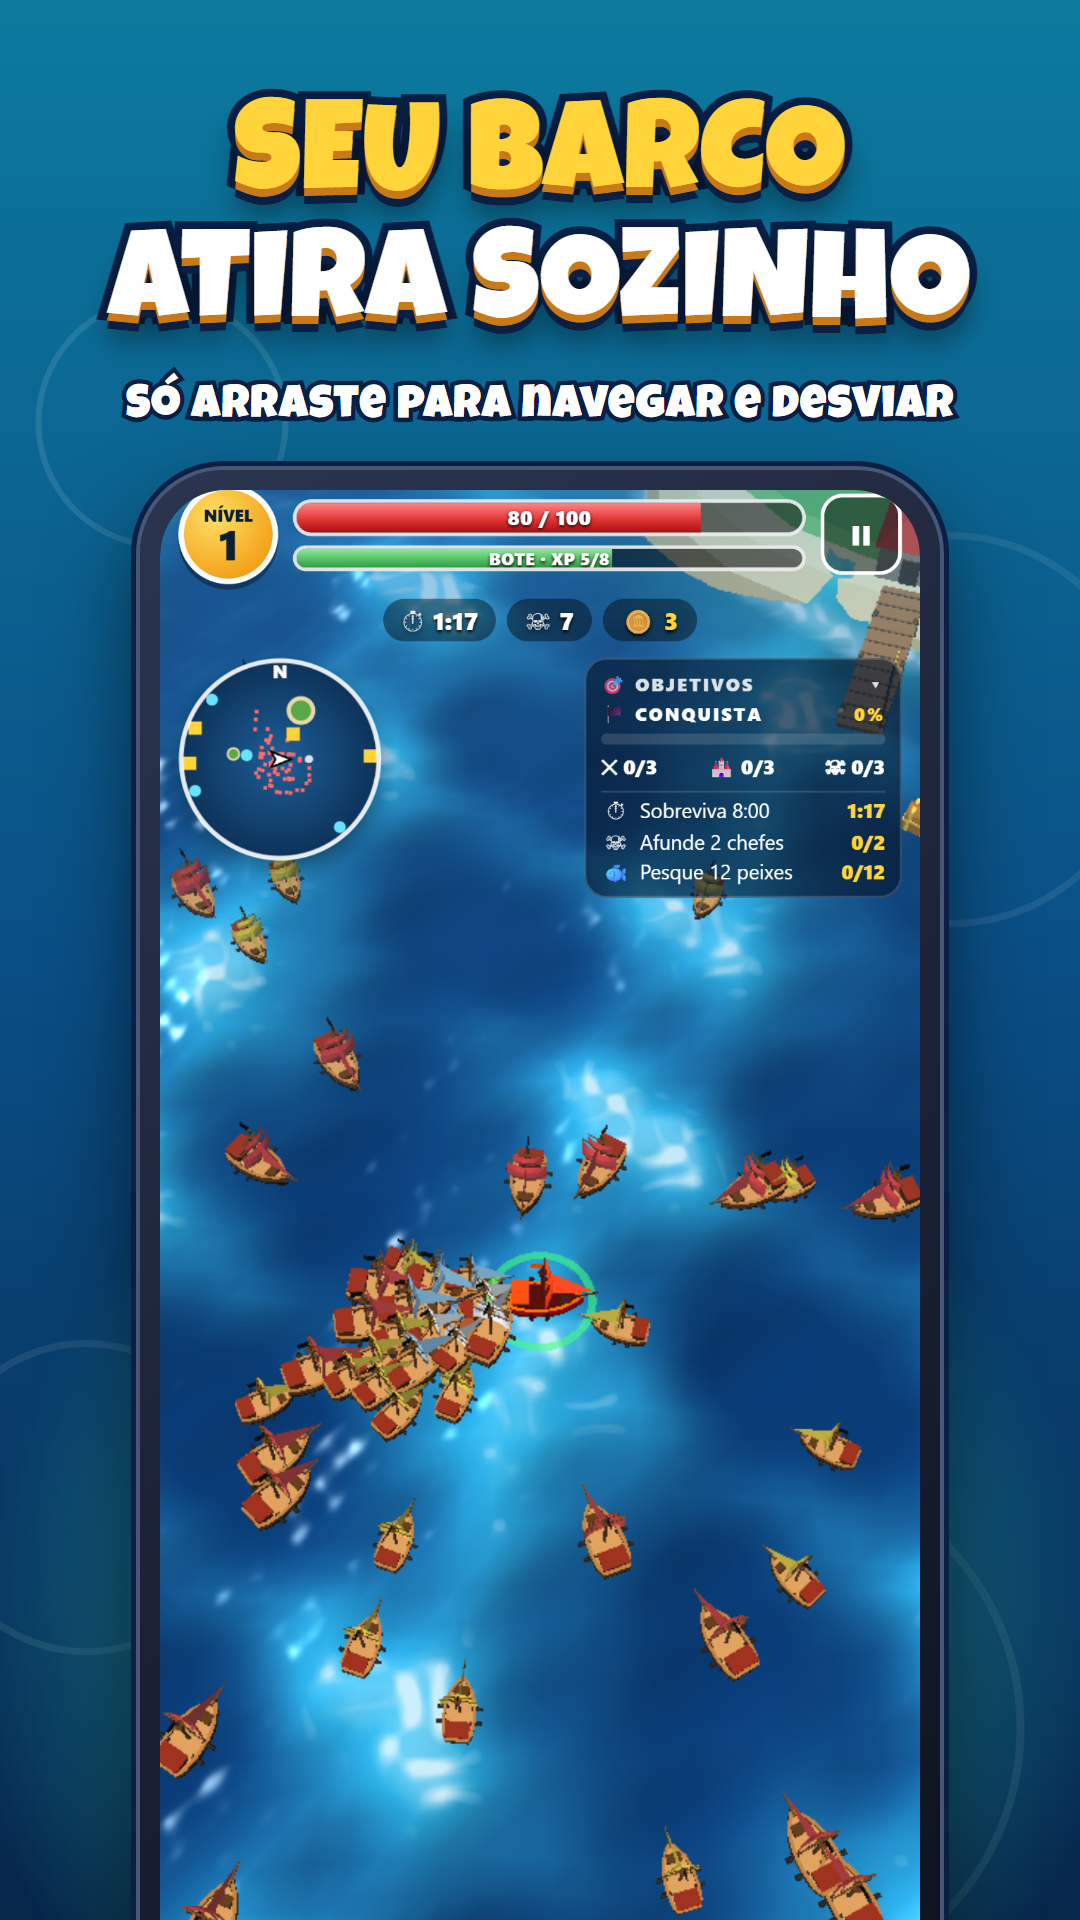 SEU BARCO
ATIRA SOZINHO
SÓ ARRASTE PARA NAVEGAR E DESVIAR
NÍVEL
1
80 / 100
BOTE · XP 5/8
1:17
7
3
N
OBJETIVOS
CONQUISTA 0%
0/3 0/3 0/3
Sobreviva 8:00 1:17
Afunde 2 chefes 0/2
Pesque 12 peixes 0/12